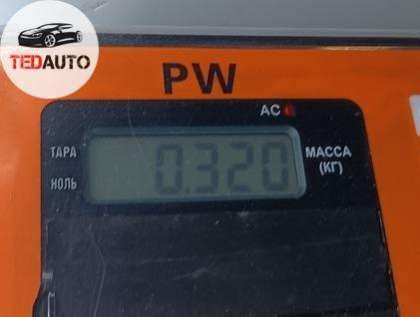 TEDAUTO
PW
AC
ТАРА
НОЛЬ
0.320
МАССА
(КГ)